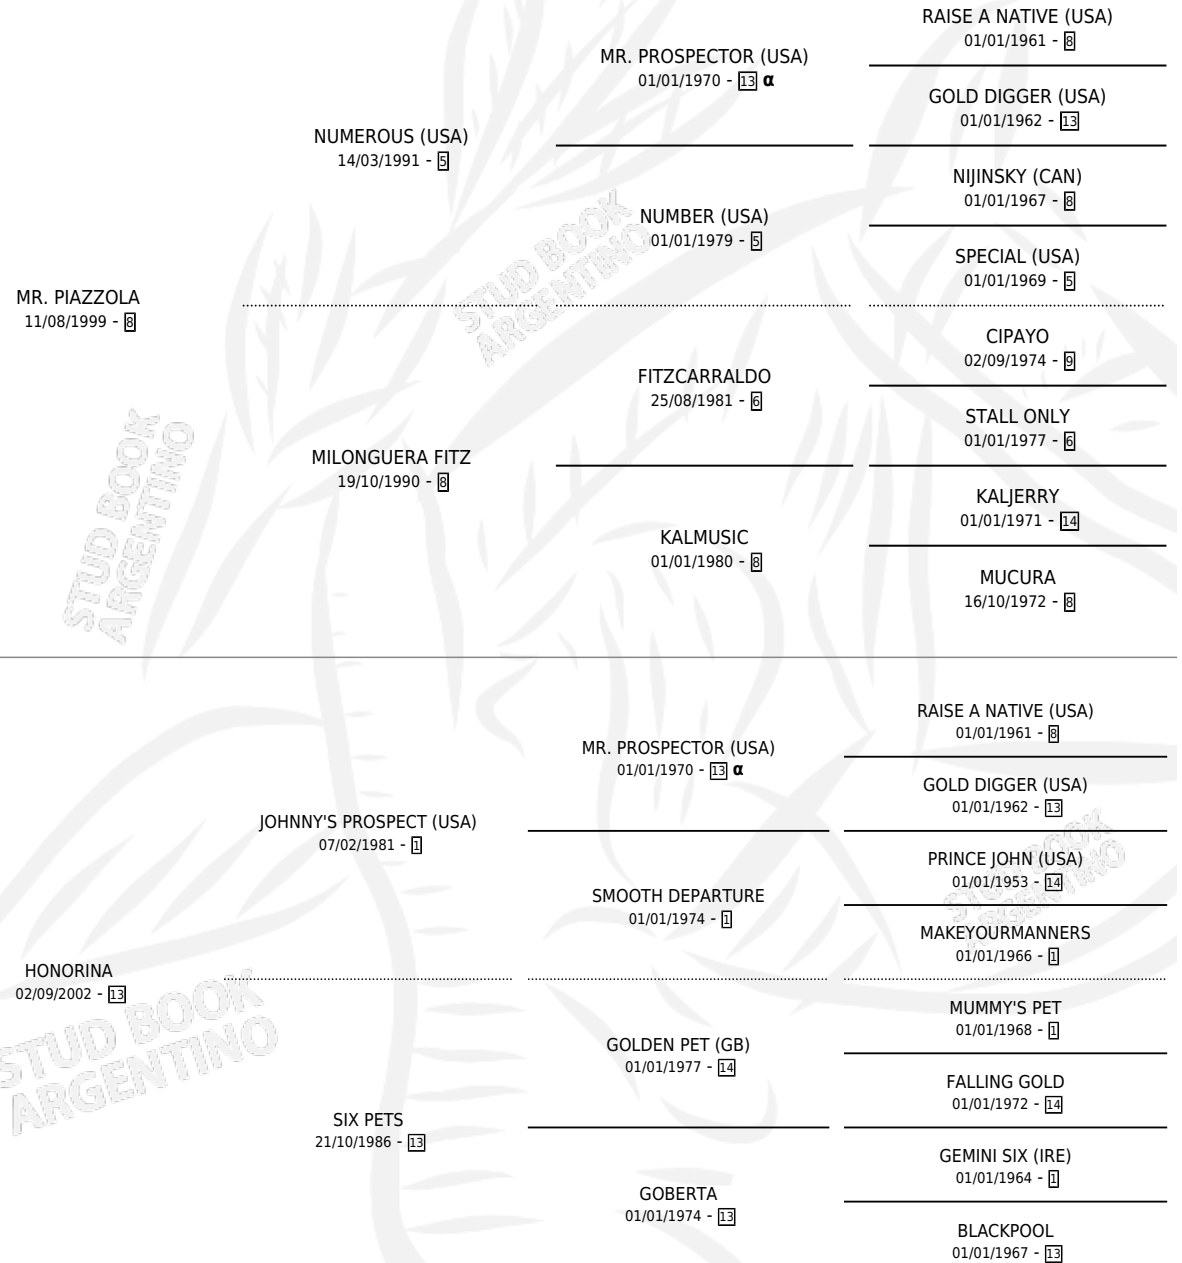 RAISE A NATIVE (USA)
01/01/1961 - 8
MR. PROSPECTOR (USA)
01/01/1970 - 13 α
GOLD DIGGER (USA)
01/01/1962 - 13
NUMEROUS (USA)
14/03/1991 - 5
NIJINSKY (CAN)
01/01/1967 - 8
NUMBER (USA)
01/01/1979 - 5
SPECIAL (USA)
01/01/1969 - 5
MR. PIAZZOLA
11/08/1999 - 8
CIPAYO
02/09/1974 - 9
FITZCARRALDO
25/08/1981 - 6
STALL ONLY
01/01/1977 - 6
MILONGUERA FITZ
19/10/1990 - 8
KALJERRY
01/01/1971 - 14
KALMUSIC
01/01/1980 - 8
MUCURA
16/10/1972 - 8
RAISE A NATIVE (USA)
01/01/1961 - 8
MR. PROSPECTOR (USA)
01/01/1970 - 13 α
GOLD DIGGER (USA)
01/01/1962 - 13
JOHNNY'S PROSPECT (USA)
07/02/1981 - 1
PRINCE JOHN (USA)
01/01/1953 - 14
SMOOTH DEPARTURE
01/01/1974 - 1
MAKEYOURMANNERS
01/01/1966 - 1
HONORINA
02/09/2002 - 13
MUMMY'S PET
01/01/1968 - 1
GOLDEN PET (GB)
01/01/1977 - 14
FALLING GOLD
01/01/1972 - 14
SIX PETS
21/10/1986 - 13
GEMINI SIX (IRE)
01/01/1964 - 1
GOBERTA
01/01/1974 - 13
BLACKPOOL
01/01/1967 - 13
STUD BOOK
ARGENTINO
STUD BOOK
ARGENTINO
STUD BOOK
ARGENTINO
STUD BOOK
ARGENTINO